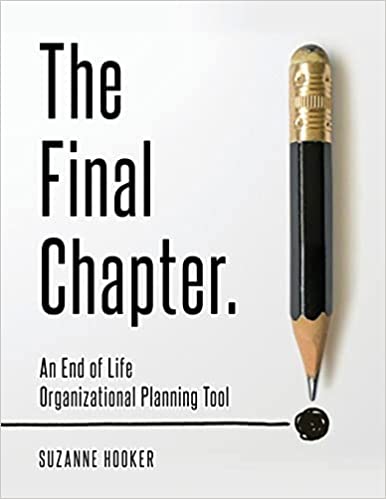 The
Final
Chapter.
An End of Life
Organizational Planning Tool
SUZANNE HOOKER